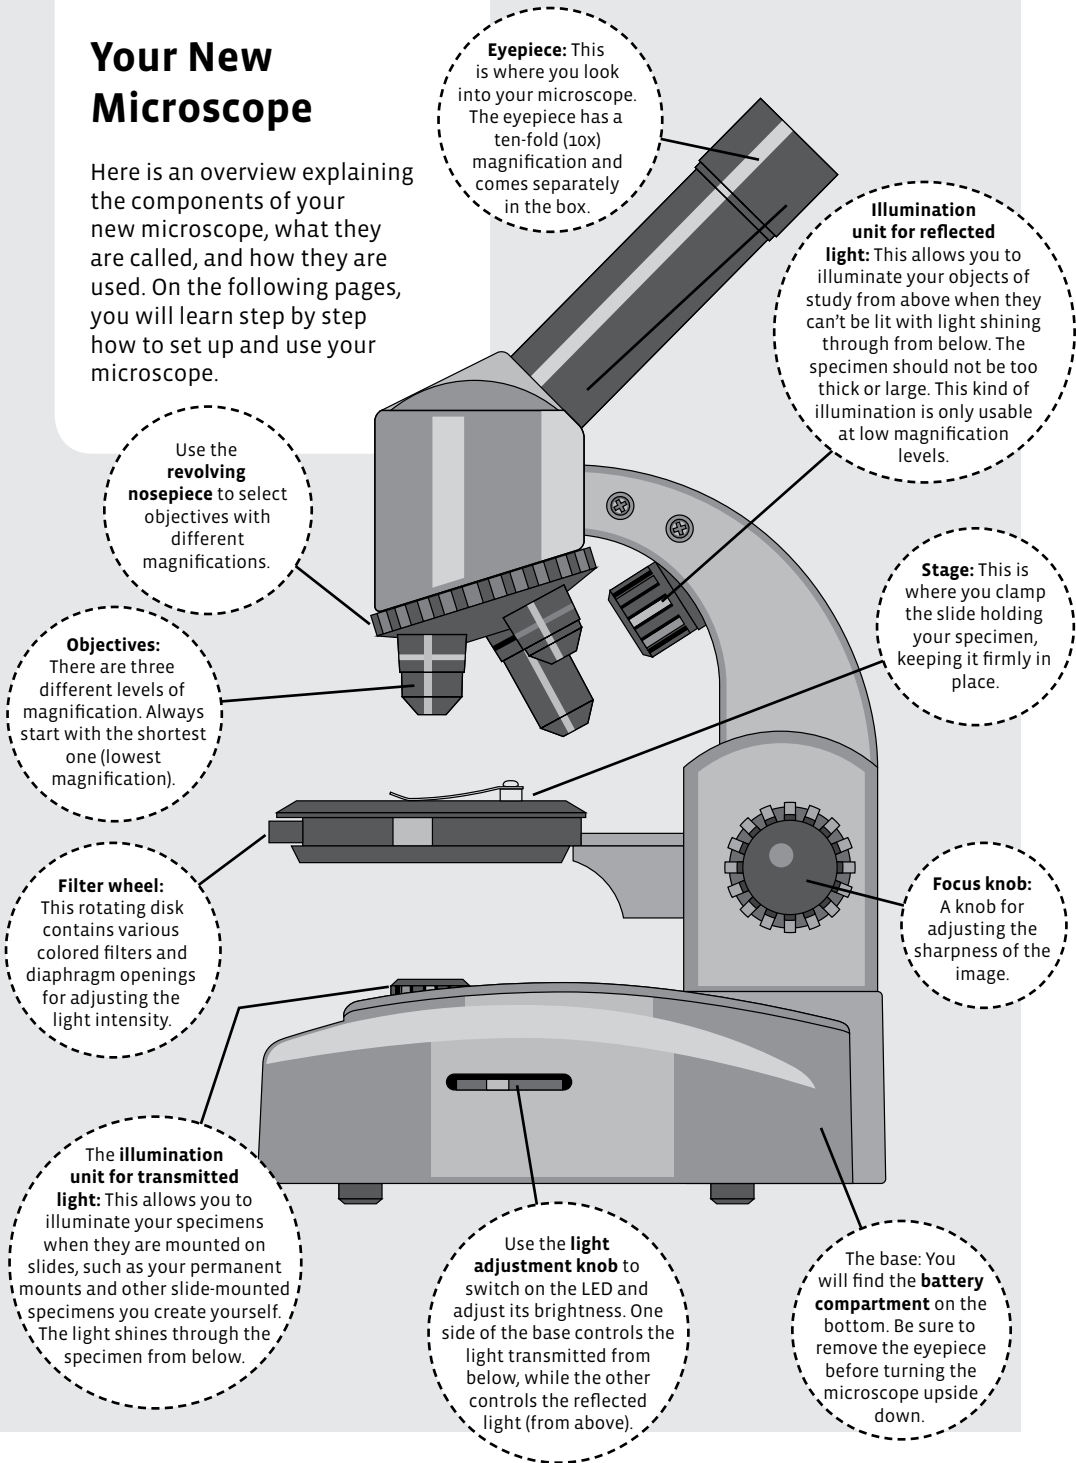 Your New
Microscope
Here is an overview explaining
the components of your
new microscope, what they
are called, and how they are
used. On the following pages,
you will learn step by step
how to set up and use your
microscope.
Eyepiece: This
is where you look
into your microscope.
The eyepiece has a
ten-fold (10x)
magnification and
comes separately
in the box.
Illumination
unit for reflected
light: This allows you to
illuminate your objects of
study from above when they
can't be lit with light shining
through from below. The
specimen should not be too
thick or large. This kind of
illumination is only usable
at low magnification
levels.
Use the
revolving
nosepiece to select
objectives with
different
magnifications.
Stage: This is
where you clamp
the slide holding
your specimen,
keeping it firmly in
place.
Objectives:
There are three
different levels of
magnification. Always
start with the shortest
one (lowest
magnification).
Filter wheel:
This rotating disk
contains various
colored filters and
diaphragm openings
for adjusting the
light intensity.
Focus knob:
A knob for
adjusting the
sharpness of the
image.
The illumination
unit for transmitted
light: This allows you to
illuminate your specimens
when they are mounted on
slides, such as your permanent
mounts and other slide-mounted
specimens you create yourself.
The light shines through the
specimen from below.
Use the light
adjustment knob to
switch on the LED and
adjust its brightness. One
side of the base controls the
light transmitted from
below, while the other
controls the reflected
light (from above).
The base: You
will find the battery
compartment on the
bottom. Be sure to
remove the eyepiece
before turning the
microscope upside
down.